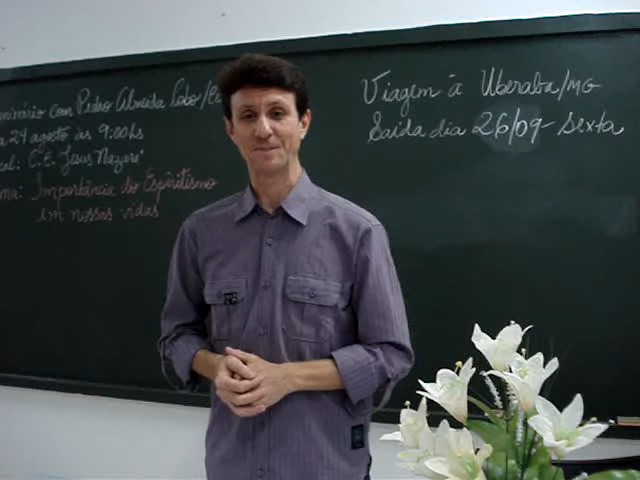 com Pedro Almeida Lobo/
24 agosto às 9:00hs
C.E. Jesus Nazaré
Importância do Espiritismo
em nossas vidas
Viagem à Uberaba/MG
Saída dia 26/09- Sexta